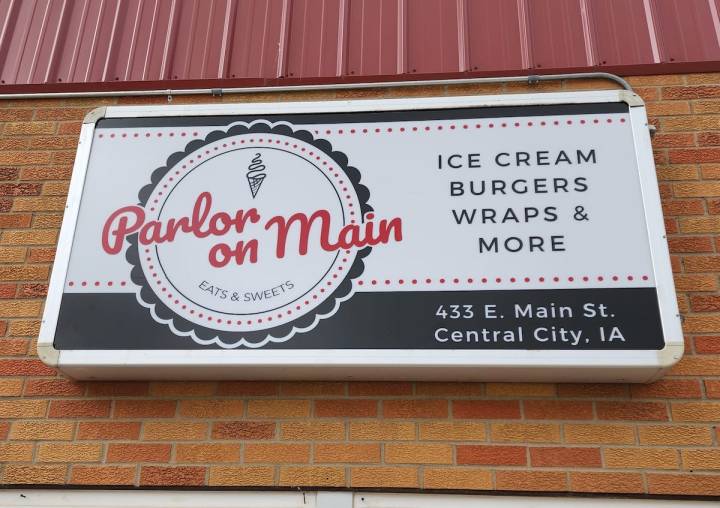 Parlor
on Main
EATS & SWEETS
ICE CREAM
BURGERS
WRAPS &
MORE
433 E. Main St.
Central City, IA